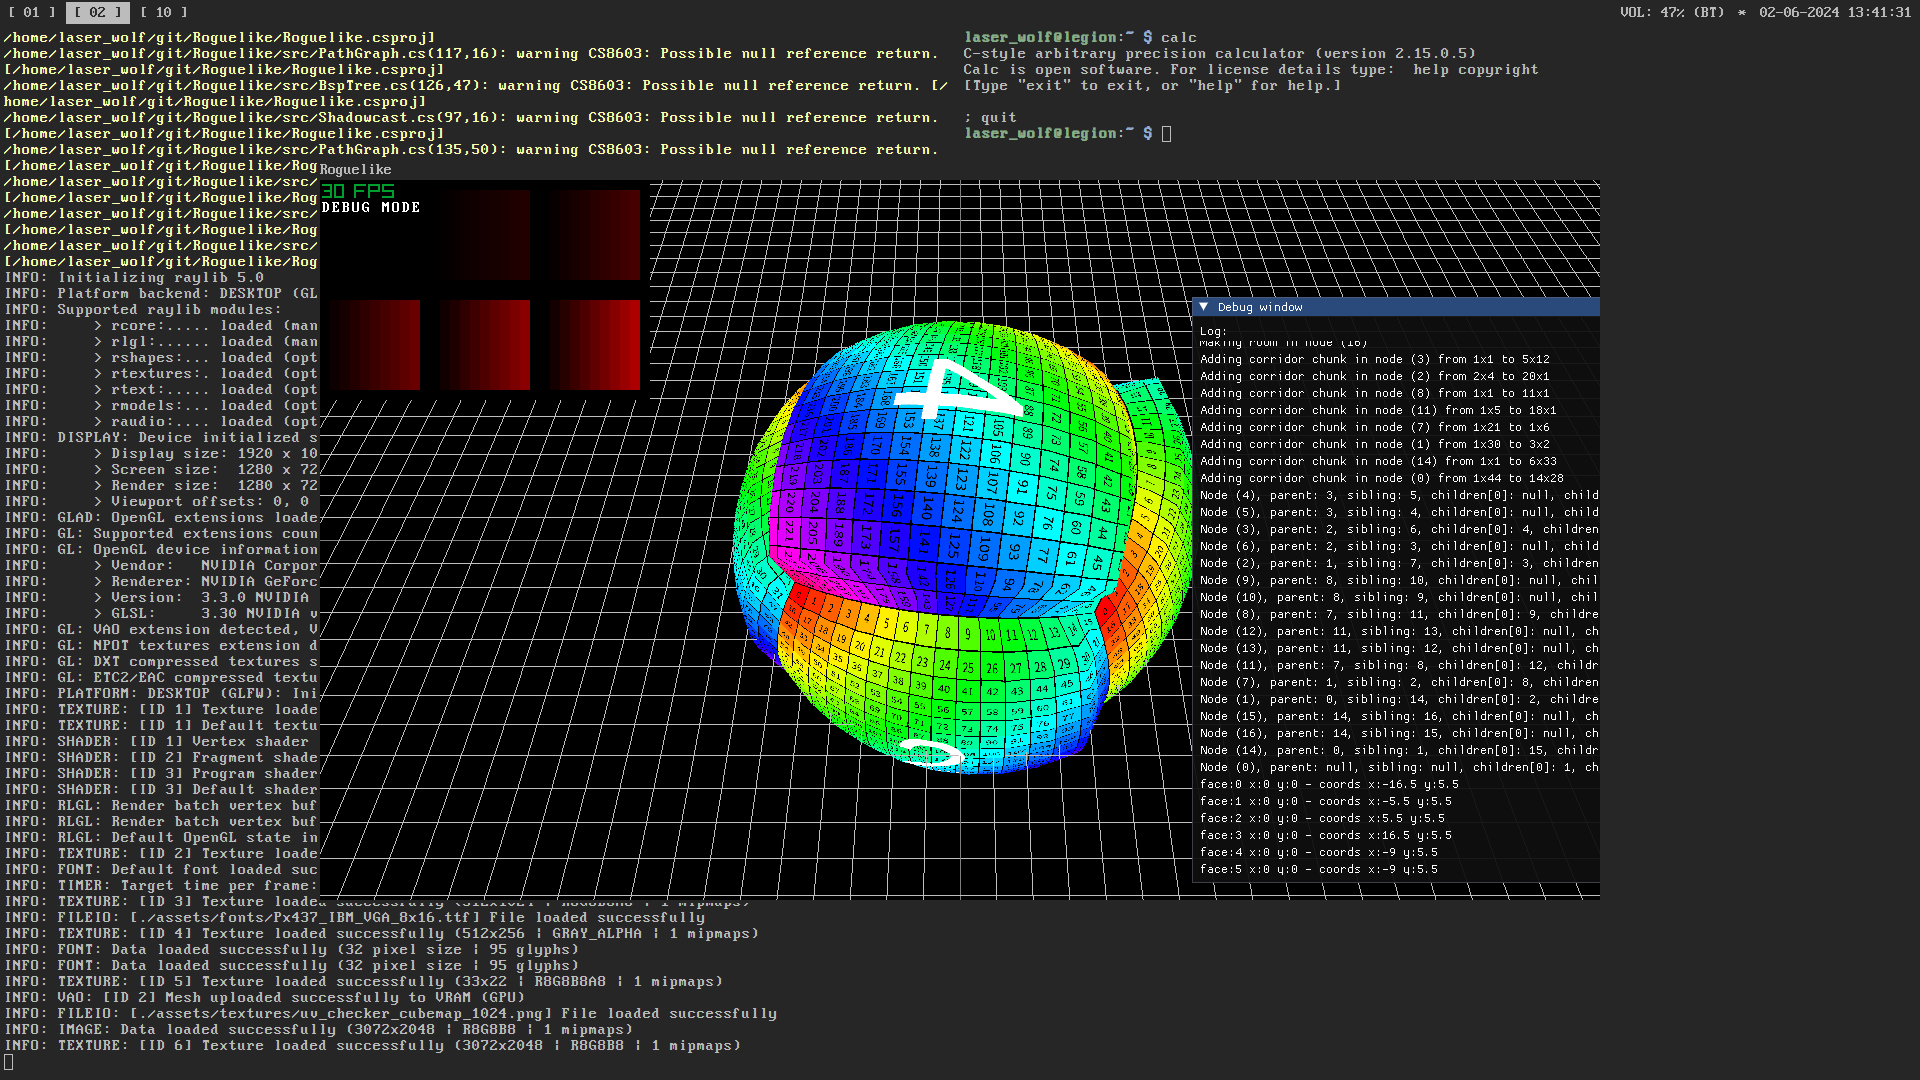 [ 01 ] [ 02 ] [ 10 ]
VOL: 47% (BT) * 02-06-2024 13:41:31
/home/laser_wolf/git/Roguelike/Roguelike.csproj]
/home/laser_wolf/git/Roguelike/src/PathGraph.cs(117,16): warning CS8603: Possible null reference return.
[/home/laser_wolf/git/Roguelike/Roguelike.csproj]
/home/laser_wolf/git/Roguelike/src/BspTree.cs(126,47): warning CS8603: Possible null reference return. [/
home/laser_wolf/git/Roguelike/Roguelike.csproj]
/home/laser_wolf/git/Roguelike/src/Shadowcast.cs(97,16): warning CS8603: Possible null reference return.
[/home/laser_wolf/git/Roguelike/Roguelike.csproj]
/home/laser_wolf/git/Roguelike/src/PathGraph.cs(135,50): warning CS8603: Possible null reference return.
[/home/laser_wolf/git/Roguelike/Rog
/home/laser_wolf/git/Roguelike/src/
[/home/laser_wolf/git/Roguelike/Rog
/home/laser_wolf/git/Roguelike/src/
[/home/laser_wolf/git/Roguelike/Rog
/home/laser_wolf/git/Roguelike/src/
[/home/laser_wolf/git/Roguelike/Rog
INFO: Initializing raylib 5.0
INFO: Platform backend: DESKTOP (GL
INFO: Supported raylib modules:
INFO:     > rcore:..... loaded (man
INFO:     > rlgl:...... loaded (man
INFO:     > rshapes:... loaded (opt
INFO:     > rtextures:. loaded (opt
INFO:     > rtext:..... loaded (opt
INFO:     > rmodels:... loaded (opt
INFO:     > raudio:.... loaded (opt
INFO: DISPLAY: Device initialized s
INFO:     > Display size: 1920 x 10
INFO:     > Screen size:  1280 x 72
INFO:     > Render size:  1280 x 72
INFO:     > Viewport offsets: 0, 0
INFO: GLAD: OpenGL extensions loade
INFO: GL: Supported extensions coun
INFO: GL: OpenGL device information
INFO:     > Vendor:   NVIDIA Corpor
INFO:     > Renderer: NVIDIA GeForc
INFO:     > Version:  3.3.0 NVIDIA
INFO:     > GLSL:     3.30 NVIDIA v
INFO: GL: VAO extension detected, V
INFO: GL: NPOT textures extension d
INFO: GL: DXT compressed textures s
INFO: GL: ETC2/EAC compressed textu
INFO: PLATFORM: DESKTOP (GLFW): Ini
INFO: TEXTURE: [ID 1] Texture loade
INFO: TEXTURE: [ID 1] Default textu
INFO: SHADER: [ID 1] Vertex shader
INFO: SHADER: [ID 2] Fragment shade
INFO: SHADER: [ID 3] Program shader
INFO: SHADER: [ID 3] Default shader
INFO: RLGL: Render batch vertex buf
INFO: RLGL: Render batch vertex buf
INFO: RLGL: Default OpenGL state in
INFO: TEXTURE: [ID 2] Texture loade
INFO: FONT: Default font loaded suc
INFO: TIMER: Target time per frame:
INFO: TEXTURE: [ID 3] Texture loaded successfully
INFO: FILEIO: [./assets/fonts/Px437_IBM_VGA_8x16.ttf] File loaded successfully
INFO: TEXTURE: [ID 4] Texture loaded successfully (512x256 | GRAY_ALPHA | 1 mipmaps)
INFO: FONT: Data loaded successfully (32 pixel size | 95 glyphs)
INFO: FONT: Data loaded successfully (32 pixel size | 95 glyphs)
INFO: TEXTURE: [ID 5] Texture loaded successfully (33x22 | R8G8B8A8 | 1 mipmaps)
INFO: VAO: [ID 2] Mesh uploaded successfully to VRAM (GPU)
INFO: FILEIO: [./assets/textures/uv_checker_cubemap_1024.png] File loaded successfully
INFO: IMAGE: Data loaded successfully (3072x2048 | R8G8B8 | 1 mipmaps)
INFO: TEXTURE: [ID 6] Texture loaded successfully (3072x2048 | R8G8B8 | 1 mipmaps)
laser_wolf@legion:~ $ calc
C-style arbitrary precision calculator (version 2.15.0.5)
Calc is open software. For license details type:  help copyright
[Type "exit" to exit, or "help" for help.]
; quit
laser_wolf@legion:~ $
Roguelike
30 FPS
DEBUG MODE
4
Debug window
Log:
Making room in node (16)
Adding corridor chunk in node (3) from 1x1 to 5x12
Adding corridor chunk in node (2) from 2x4 to 20x1
Adding corridor chunk in node (8) from 1x1 to 11x1
Adding corridor chunk in node (11) from 1x5 to 18x1
Adding corridor chunk in node (7) from 1x21 to 1x6
Adding corridor chunk in node (1) from 1x30 to 3x2
Adding corridor chunk in node (14) from 1x1 to 6x33
Adding corridor chunk in node (0) from 1x44 to 14x28
Node (4), parent: 3, sibling: 5, children[0]: null, child
Node (5), parent: 3, sibling: 4, children[0]: null, child
Node (3), parent: 2, sibling: 6, children[0]: 4, children
Node (6), parent: 2, sibling: 3, children[0]: null, child
Node (2), parent: 1, sibling: 7, children[0]: 3, children
Node (9), parent: 8, sibling: 10, children[0]: null, chil
Node (10), parent: 8, sibling: 9, children[0]: null, chil
Node (8), parent: 7, sibling: 11, children[0]: 9, childre
Node (12), parent: 11, sibling: 13, children[0]: null, ch
Node (13), parent: 11, sibling: 12, children[0]: null, ch
Node (11), parent: 7, sibling: 8, children[0]: 12, childr
Node (7), parent: 1, sibling: 2, children[0]: 8, children
Node (1), parent: 0, sibling: 14, children[0]: 2, childre
Node (15), parent: 14, sibling: 16, children[0]: null, ch
Node (16), parent: 14, sibling: 15, children[0]: null, ch
Node (14), parent: 0, sibling: 1, children[0]: 15, childr
Node (0), parent: null, sibling: null, children[0]: 1, ch
face:0 x:0 y:0 - coords x:-16.5 y:5.5
face:1 x:0 y:0 - coords x:-5.5 y:5.5
face:2 x:0 y:0 - coords x:5.5 y:5.5
face:3 x:0 y:0 - coords x:16.5 y:5.5
face:4 x:0 y:0 - coords x:-9 y:5.5
face:5 x:0 y:0 - coords x:-9 y:5.5